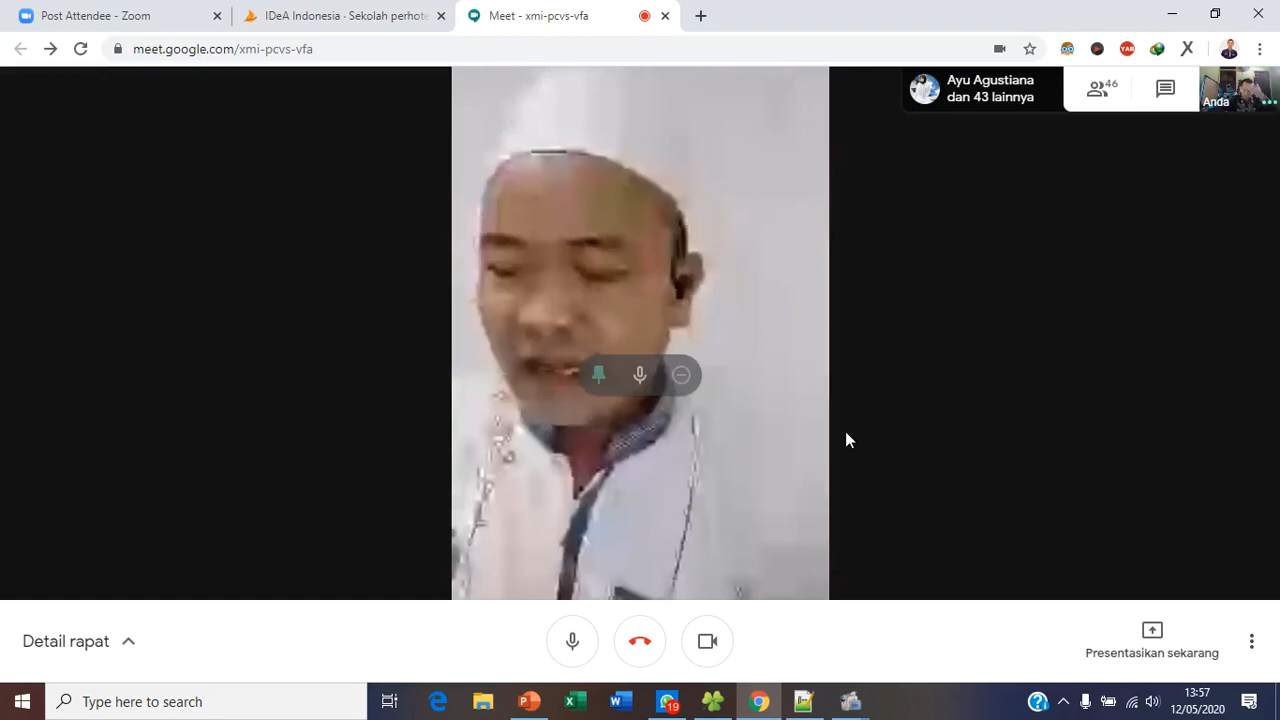 Post Attendee - Zoom
IDeA Indonesia · Sekolah perhote
Meet - xmi-pcvs-vfa
meet.google.com/xmi-pcvs-vfa
YAB
Ayu Agustiana
dan 43 lainnya
46
Anda
Detail rapat
Presentasikan sekarang
Type here to search
19
13:57
12/05/2020